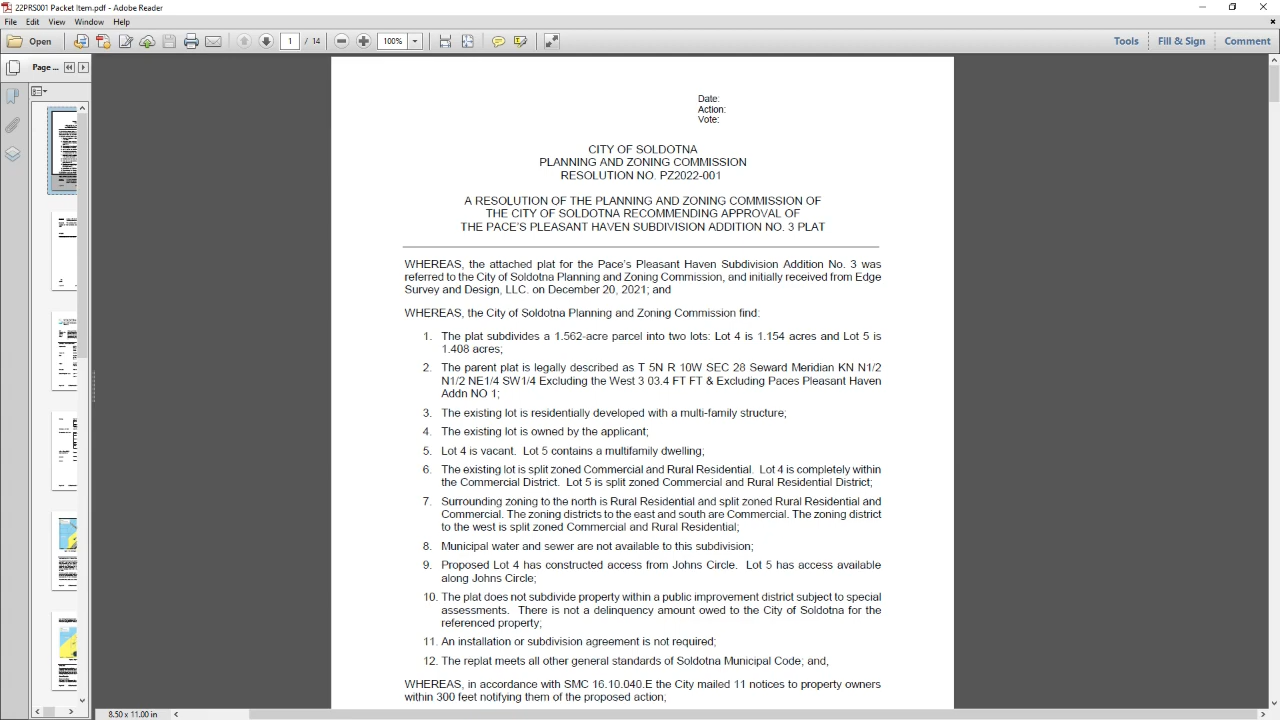 22PRS001 Packet Item.pdf - Adobe Reader
File Edit View Window Help
Open 1 / 14 100% Tools Fill & Sign Comment
Page ...
Date:
Action:
Vote:
CITY OF SOLDOTNA
PLANNING AND ZONING COMMISSION
RESOLUTION NO. PZ2022-001
A RESOLUTION OF THE PLANNING AND ZONING COMMISSION OF
THE CITY OF SOLDOTNA RECOMMENDING APPROVAL OF
THE PACE'S PLEASANT HAVEN SUBDIVISION ADDITION NO. 3 PLAT
WHEREAS, the attached plat for the Pace's Pleasant Haven Subdivision Addition No. 3 was
referred to the City of Soldotna Planning and Zoning Commission, and initially received from Edge
Survey and Design, LLC. on December 20, 2021; and
WHEREAS, the City of Soldotna Planning and Zoning Commission find:
1. The plat subdivides a 1.562-acre parcel into two lots: Lot 4 is 1.154 acres and Lot 5 is
1.408 acres;
2. The parent plat is legally described as T 5N R 10W SEC 28 Seward Meridian KN N1/2
N1/2 NE1/4 SW1/4 Excluding the West 3 03.4 FT FT & Excluding Paces Pleasant Haven
Addn NO 1;
3. The existing lot is residentially developed with a multi-family structure;
4. The existing lot is owned by the applicant;
5. Lot 4 is vacant. Lot 5 contains a multifamily dwelling;
6. The existing lot is split zoned Commercial and Rural Residential. Lot 4 is completely within
the Commercial District. Lot 5 is split zoned Commercial and Rural Residential District;
7. Surrounding zoning to the north is Rural Residential and split zoned Rural Residential and
Commercial. The zoning districts to the east and south are Commercial. The zoning district
to the west is split zoned Commercial and Rural Residential;
8. Municipal water and sewer are not available to this subdivision;
9. Proposed Lot 4 has constructed access from Johns Circle. Lot 5 has access available
along Johns Circle;
10. The plat does not subdivide property within a public improvement district subject to special
assessments. There is not a delinquency amount owed to the City of Soldotna for the
referenced property;
11. An installation or subdivision agreement is not required;
12. The replat meets all other general standards of Soldotna Municipal Code; and,
WHEREAS, in accordance with SMC 16.10.040.E the City mailed 11 notices to property owners
within 300 feet notifying them of the proposed action;
8.50 x 11.00 in